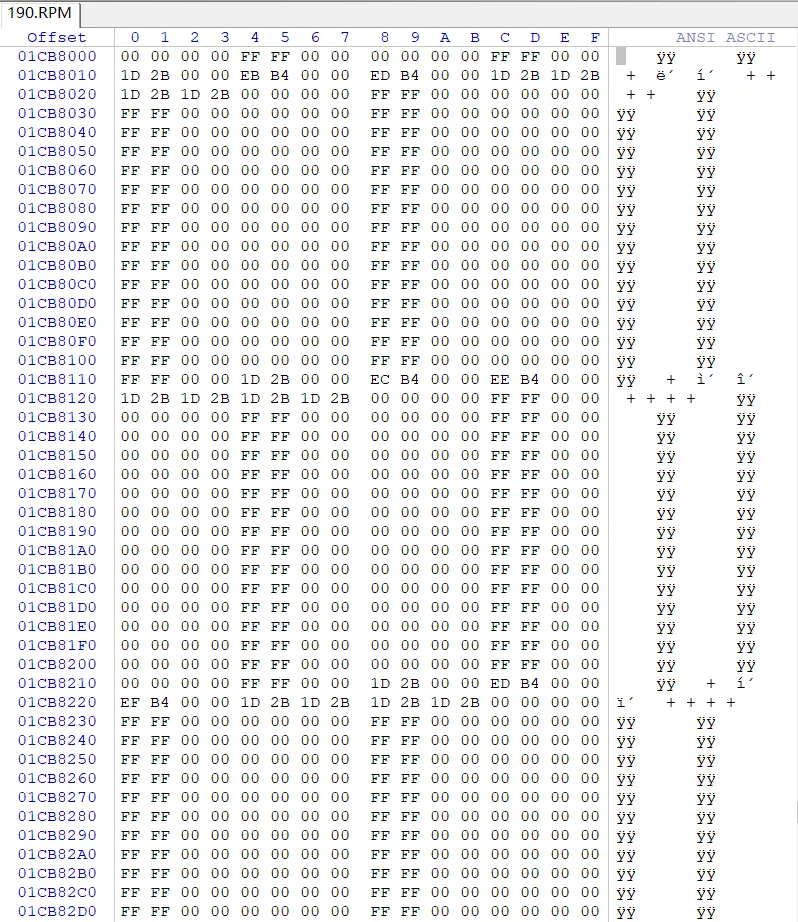 190.RPM
Offset 0 1 2 3 4 5 6 7 8 9 A B C D E F ANSI ASCII
01CB8000 00 00 00 00 FF FF 00 00 00 00 00 00 FF FF 00 00 ÿÿ ÿÿ
01CB8010 1D 2B 00 00 EB B4 00 00 ED B4 00 00 1D 2B 1D 2B + ë´ í´ + +
01CB8020 1D 2B 1D 2B 00 00 00 00 FF FF 00 00 00 00 00 00 + + ÿÿ
01CB8030 FF FF 00 00 00 00 00 00 FF FF 00 00 00 00 00 00 ÿÿ ÿÿ
01CB8040 FF FF 00 00 00 00 00 00 FF FF 00 00 00 00 00 00 ÿÿ ÿÿ
01CB8050 FF FF 00 00 00 00 00 00 FF FF 00 00 00 00 00 00 ÿÿ ÿÿ
01CB8060 FF FF 00 00 00 00 00 00 FF FF 00 00 00 00 00 00 ÿÿ ÿÿ
01CB8070 FF FF 00 00 00 00 00 00 FF FF 00 00 00 00 00 00 ÿÿ ÿÿ
01CB8080 FF FF 00 00 00 00 00 00 FF FF 00 00 00 00 00 00 ÿÿ ÿÿ
01CB8090 FF FF 00 00 00 00 00 00 FF FF 00 00 00 00 00 00 ÿÿ ÿÿ
01CB80A0 FF FF 00 00 00 00 00 00 FF FF 00 00 00 00 00 00 ÿÿ ÿÿ
01CB80B0 FF FF 00 00 00 00 00 00 FF FF 00 00 00 00 00 00 ÿÿ ÿÿ
01CB80C0 FF FF 00 00 00 00 00 00 FF FF 00 00 00 00 00 00 ÿÿ ÿÿ
01CB80D0 FF FF 00 00 00 00 00 00 FF FF 00 00 00 00 00 00 ÿÿ ÿÿ
01CB80E0 FF FF 00 00 00 00 00 00 FF FF 00 00 00 00 00 00 ÿÿ ÿÿ
01CB80F0 FF FF 00 00 00 00 00 00 FF FF 00 00 00 00 00 00 ÿÿ ÿÿ
01CB8100 FF FF 00 00 00 00 00 00 FF FF 00 00 00 00 00 00 ÿÿ ÿÿ
01CB8110 FF FF 00 00 1D 2B 00 00 EC B4 00 00 EE B4 00 00 ÿÿ + ì´ î´
01CB8120 1D 2B 1D 2B 1D 2B 1D 2B 00 00 00 00 FF FF 00 00 + + + + ÿÿ
01CB8130 00 00 00 00 FF FF 00 00 00 00 00 00 FF FF 00 00 ÿÿ ÿÿ
01CB8140 00 00 00 00 FF FF 00 00 00 00 00 00 FF FF 00 00 ÿÿ ÿÿ
01CB8150 00 00 00 00 FF FF 00 00 00 00 00 00 FF FF 00 00 ÿÿ ÿÿ
01CB8160 00 00 00 00 FF FF 00 00 00 00 00 00 FF FF 00 00 ÿÿ ÿÿ
01CB8170 00 00 00 00 FF FF 00 00 00 00 00 00 FF FF 00 00 ÿÿ ÿÿ
01CB8180 00 00 00 00 FF FF 00 00 00 00 00 00 FF FF 00 00 ÿÿ ÿÿ
01CB8190 00 00 00 00 FF FF 00 00 00 00 00 00 FF FF 00 00 ÿÿ ÿÿ
01CB81A0 00 00 00 00 FF FF 00 00 00 00 00 00 FF FF 00 00 ÿÿ ÿÿ
01CB81B0 00 00 00 00 FF FF 00 00 00 00 00 00 FF FF 00 00 ÿÿ ÿÿ
01CB81C0 00 00 00 00 FF FF 00 00 00 00 00 00 FF FF 00 00 ÿÿ ÿÿ
01CB81D0 00 00 00 00 FF FF 00 00 00 00 00 00 FF FF 00 00 ÿÿ ÿÿ
01CB81E0 00 00 00 00 FF FF 00 00 00 00 00 00 FF FF 00 00 ÿÿ ÿÿ
01CB81F0 00 00 00 00 FF FF 00 00 00 00 00 00 FF FF 00 00 ÿÿ ÿÿ
01CB8200 00 00 00 00 FF FF 00 00 00 00 00 00 FF FF 00 00 ÿÿ ÿÿ
01CB8210 00 00 00 00 FF FF 00 00 1D 2B 00 00 ED B4 00 00 ÿÿ + í´
01CB8220 EF B4 00 00 1D 2B 1D 2B 1D 2B 1D 2B 00 00 00 00 ï´ + + + +
01CB8230 FF FF 00 00 00 00 00 00 FF FF 00 00 00 00 00 00 ÿÿ ÿÿ
01CB8240 FF FF 00 00 00 00 00 00 FF FF 00 00 00 00 00 00 ÿÿ ÿÿ
01CB8250 FF FF 00 00 00 00 00 00 FF FF 00 00 00 00 00 00 ÿÿ ÿÿ
01CB8260 FF FF 00 00 00 00 00 00 FF FF 00 00 00 00 00 00 ÿÿ ÿÿ
01CB8270 FF FF 00 00 00 00 00 00 FF FF 00 00 00 00 00 00 ÿÿ ÿÿ
01CB8280 FF FF 00 00 00 00 00 00 FF FF 00 00 00 00 00 00 ÿÿ ÿÿ
01CB8290 FF FF 00 00 00 00 00 00 FF FF 00 00 00 00 00 00 ÿÿ ÿÿ
01CB82A0 FF FF 00 00 00 00 00 00 FF FF 00 00 00 00 00 00 ÿÿ ÿÿ
01CB82B0 FF FF 00 00 00 00 00 00 FF FF 00 00 00 00 00 00 ÿÿ ÿÿ
01CB82C0 FF FF 00 00 00 00 00 00 FF FF 00 00 00 00 00 00 ÿÿ ÿÿ
01CB82D0 FF FF 00 00 00 00 00 00 FF FF 00 00 00 00 00 00 ÿÿ ÿÿ